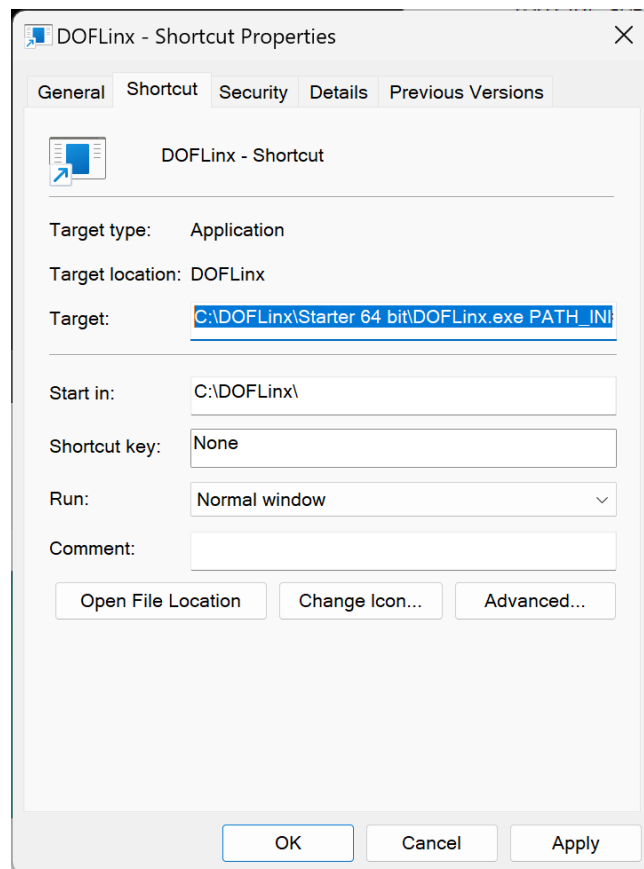 DOFLinx - Shortcut Properties
General Shortcut Security Details Previous Versions
DOFLinx - Shortcut
Target type: Application
Target location: DOFLinx
Target: C:\DOFLinx\Starter 64 bit\DOFLinx.exe PATH_INI
Start in: C:\DOFLinx\
Shortcut key: None
Run: Normal window
Comment:
Open File Location Change Icon... Advanced...
OK Cancel Apply